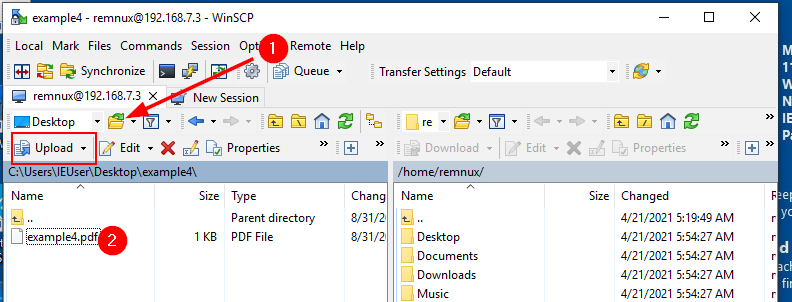 example4 - remnux@192.168.7.3 - WinSCP
Local Mark Files Commands Session Opti Remote Help
1
Synchronize Queue Transfer Settings Default
remnux@192.168.7.3 × New Session
Desktop re
Upload Edit Properties » Download Edit Properties »
C:\Users\IEUser\Desktop\example4\ /home/remnux/
Name Size Type Chang Name Size Changed
.. Parent directory 8/31/20 .. 4/21/2021 5:19:49 AM
example4.pdf 2 1 KB PDF File 8/31/20 Desktop 4/21/2021 5:54:27 AM
Documents 4/21/2021 5:54:27 AM
Downloads 4/21/2021 5:54:27 AM
Music 4/21/2021 5:54:27 AM